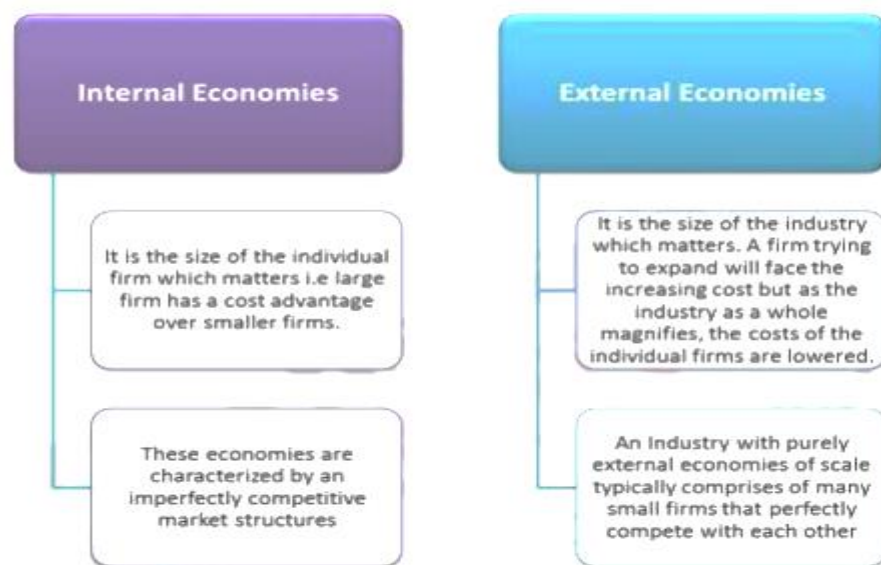 Internal Economies
It is the size of the individual
firm which matters i.e large
firm has a cost advantage
over smaller firms.
These economies are
characterized by an
imperfectly competitive
market structures
External Economies
It is the size of the industry
which matters. A firm trying
to expand will face the
increasing cost but as the
industry as a whole
magnifies, the costs of the
individual firms are lowered.
An Industry with purely
external economies of scale
typically comprises of many
small firms that perfectly
compete with each other